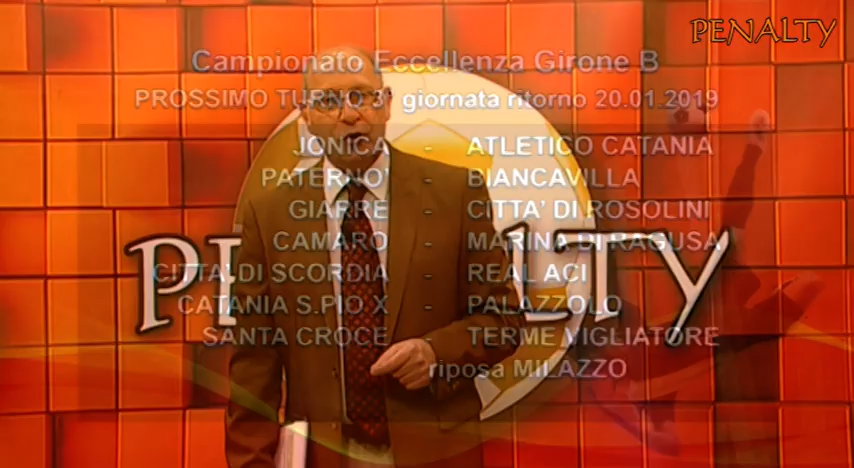 PENALTY
Campionato Eccellenza Girone B
PROSSIMO TURNO 3^ giornata ritorno 20.01.2019
JONICA - ATLETICO CATANIA
PATERNO' - BIANCAVILLA
GIARRE - CITTA' DI ROSOLINI
CAMARO - MARINA DI RAGUSA
CITTA' DI SCORDIA - REAL ACI
CATANIA S.PIO X - PALAZZOLO
SANTA CROCE - TERME VIGLIATORE
riposa MILAZZO